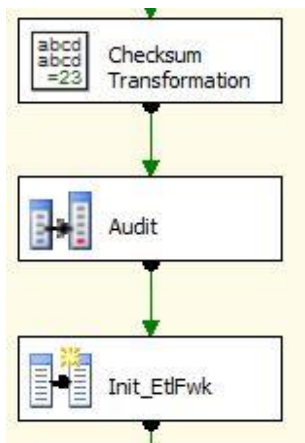 abcd
abcd
=23
Checksum
Transformation
Audit
Init_EtlFwk